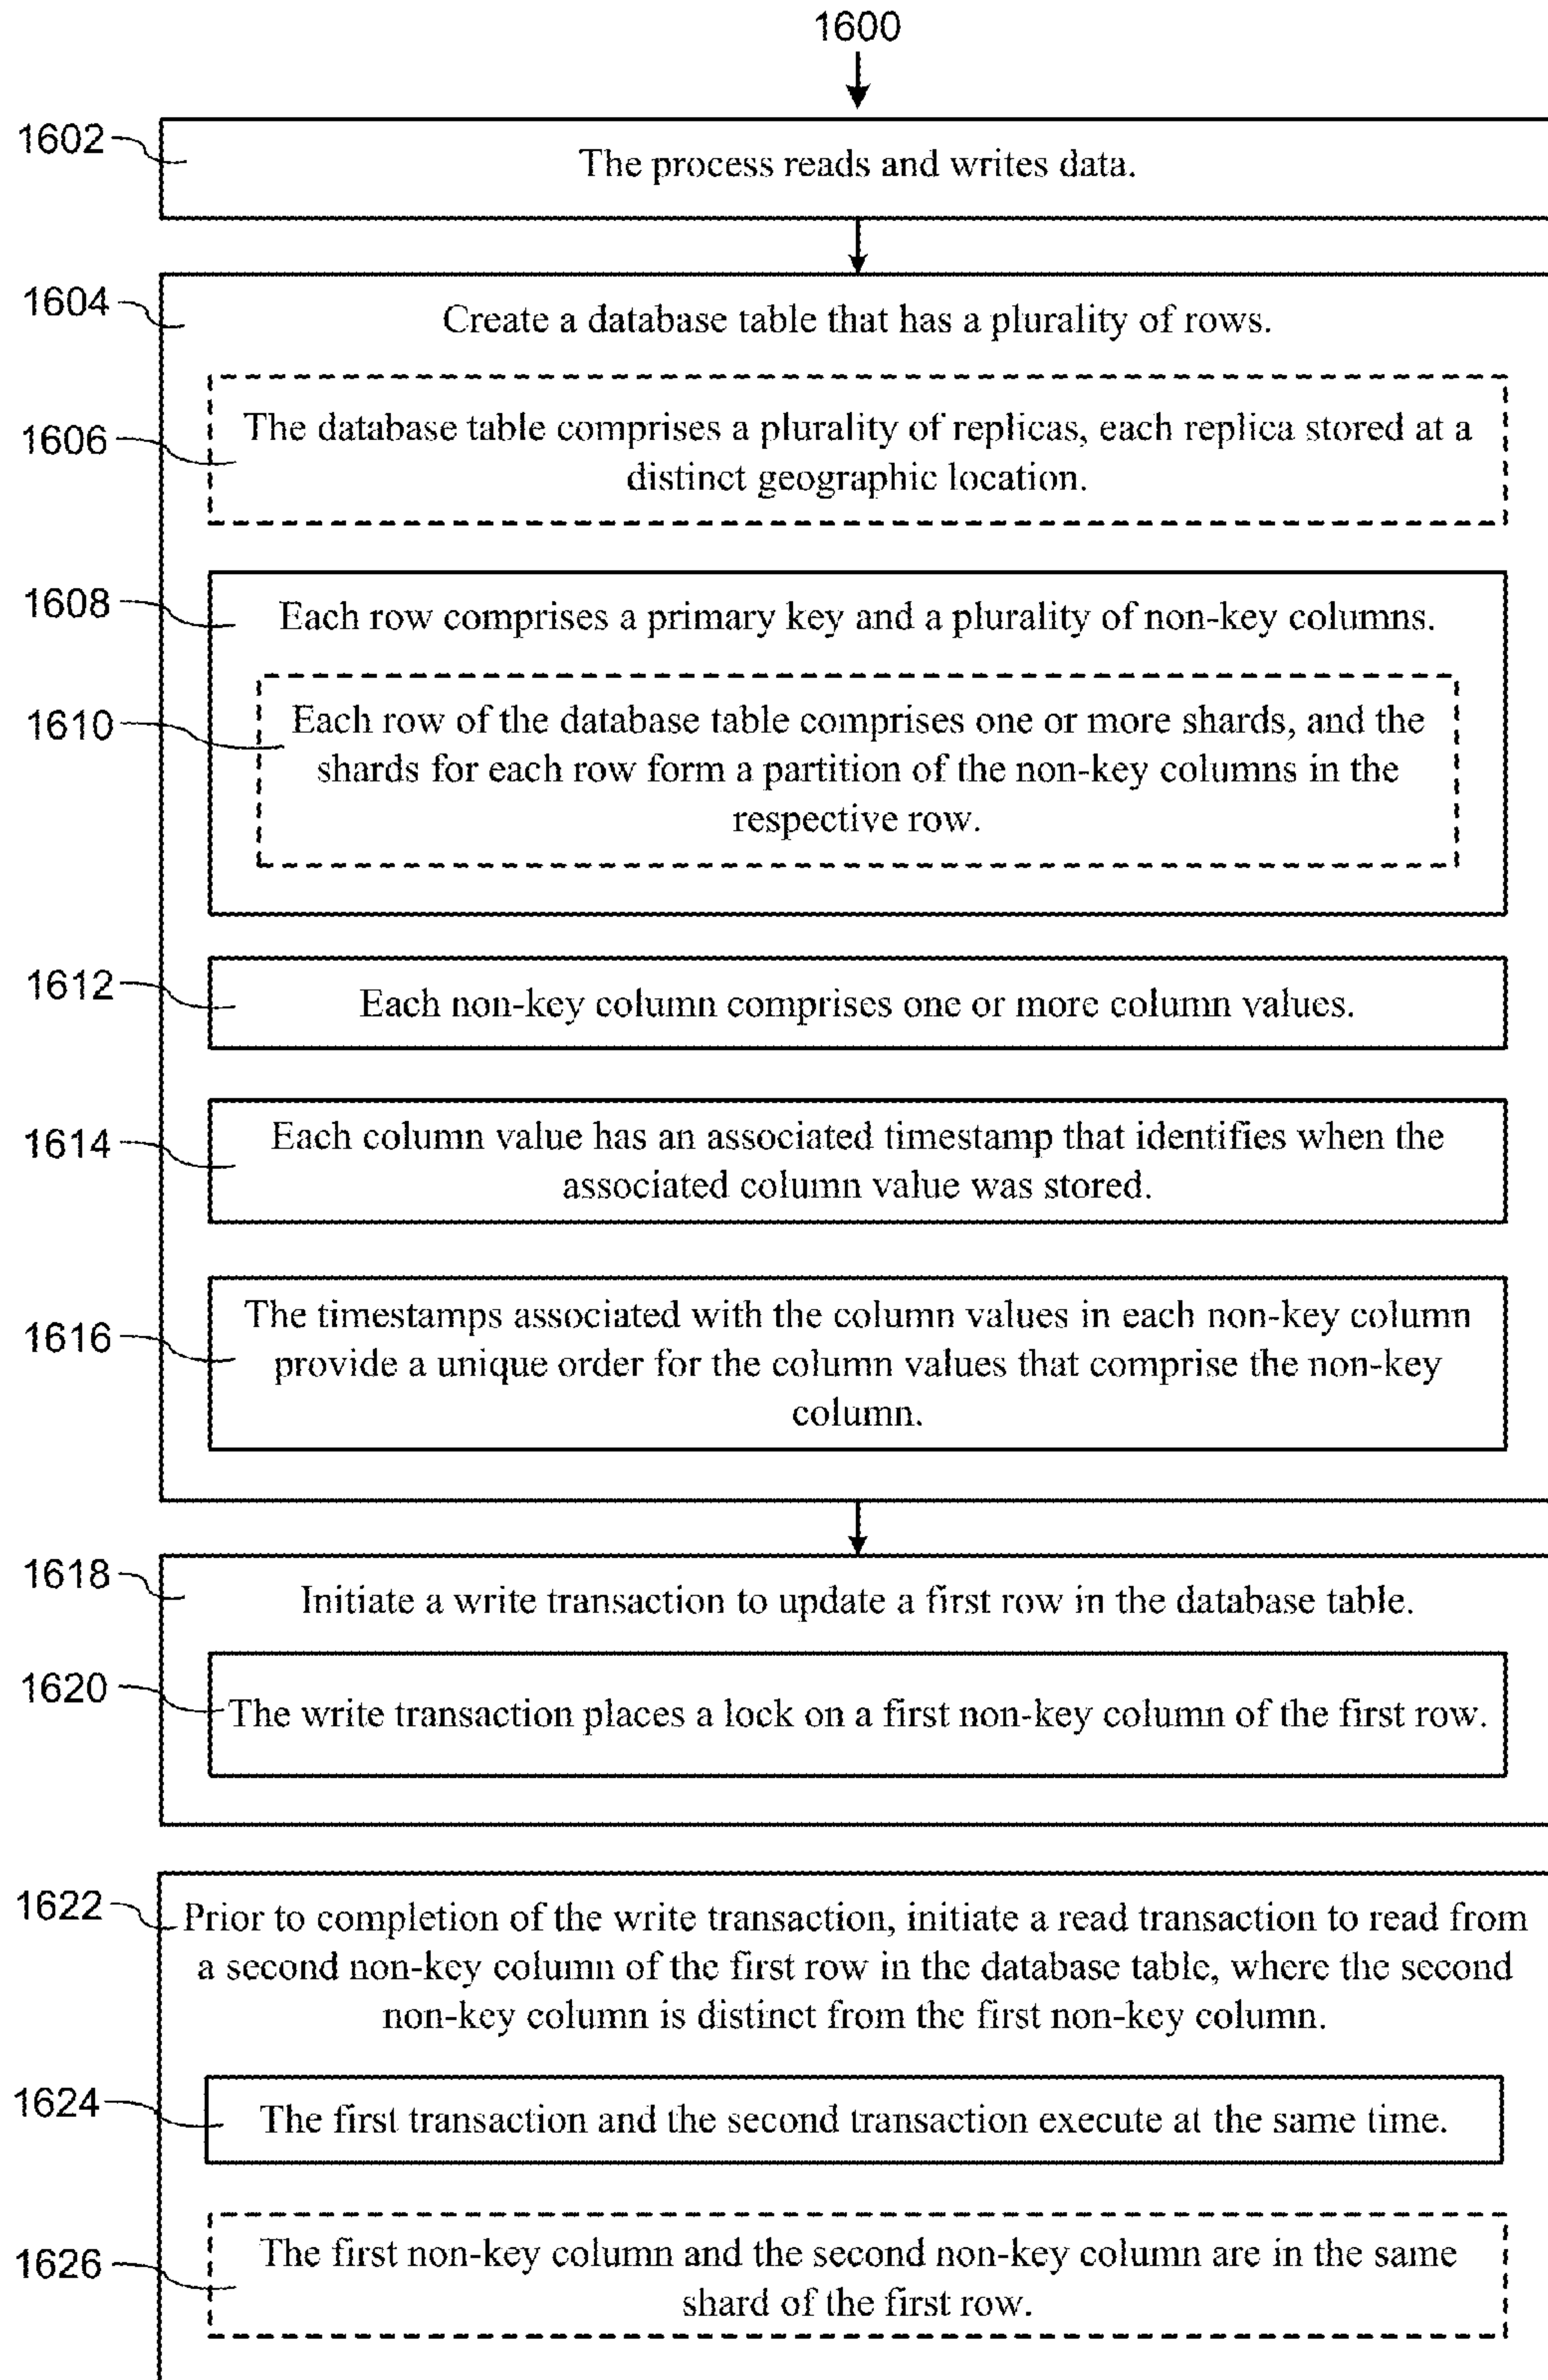 1600
1602
The process reads and writes data.
1604
Create a database table that has a plurality of rows.
1606
The database table comprises a plurality of replicas, each replica stored at a
distinct geographic location.
1608
Each row comprises a primary key and a plurality of non-key columns.
1610
Each row of the database table comprises one or more shards, and the
shards for each row form a partition of the non-key columns in the
respective row.
1612
Each non-key column comprises one or more column values.
1614
Each column value has an associated timestamp that identifies when the
associated column value was stored.
1616
The timestamps associated with the column values in each non-key column
provide a unique order for the column values that comprise the non-key
column.
1618
Initiate a write transaction to update a first row in the database table.
1620
The write transaction places a lock on a first non-key column of the first row.
1622
Prior to completion of the write transaction, initiate a read transaction to read from
a second non-key column of the first row in the database table, where the second
non-key column is distinct from the first non-key column.
1624
The first transaction and the second transaction execute at the same time.
1626
The first non-key column and the second non-key column are in the same
shard of the first row.